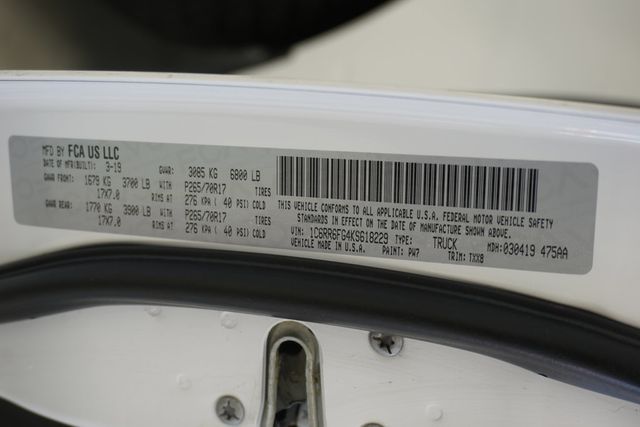 MFD BY FCA US LLC
DATE OF MFR(BUILT): 3-19 GVWR: 3085 KG 6800 LB
GAWR FRONT: 1679 KG 3700 LB WITH P265/70R17 TIRES
17X7.0 RIMS AT 276 KPA ( 40 PSI) COLD
GAWR REAR: 1770 KG 3900 LB WITH P265/70R17 TIRES
17X7.0 RIMS AT 276 KPA ( 40 PSI) COLD
THIS VEHICLE CONFORMS TO ALL APPLICABLE U.S.A. FEDERAL MOTOR VEHICLE SAFETY
STANDARDS IN EFFECT ON THE DATE OF MANUFACTURE SHOWN ABOVE.
VIN: 1C6RR6FG4KS618229 TYPE: TRUCK MDH:030419 475AA
VEHICLE MADE IN U.S.A. PAINT: PW7 TRIM: TXX8